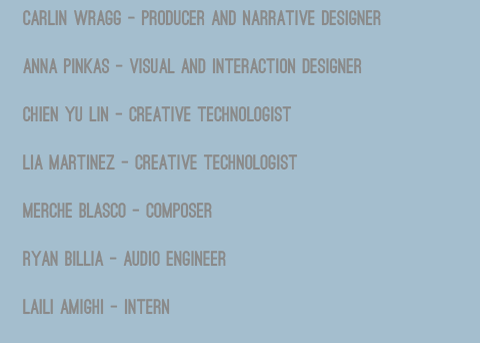 CARLIN WRAGG - PRODUCER AND NARRATIVE DESIGNER
ANNA PINKAS - VISUAL AND INTERACTION DESIGNER
CHIEN YU LIN - CREATIVE TECHNOLOGIST
LIA MARTINEZ - CREATIVE TECHNOLOGIST
MERCHE BLASCO - COMPOSER
RYAN BILLIA - AUDIO ENGINEER
LAILI AMIGHI - INTERN